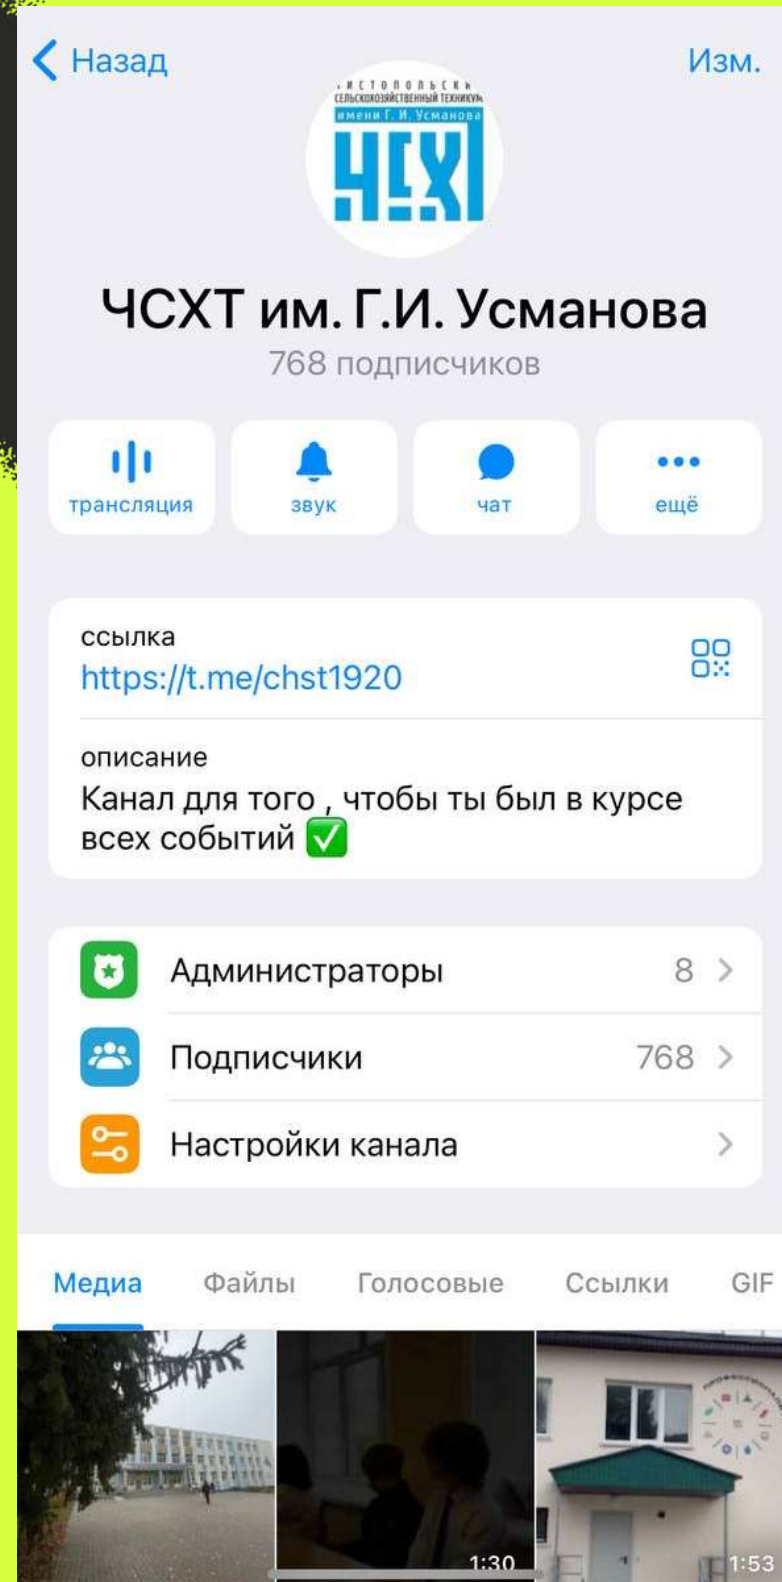 Назад
Изм.
ЧИСТОПОЛЬСКИЙ
СЕЛЬСКОХОЗЯЙСТВЕННЫЙ ТЕХНИКУМ
имени Г. И. Усманова
ЧСХТ
ЧСХТ им. Г.И. Усманова
768 подписчиков
трансляция
звук
чат
ещё
ссылка
https://t.me/chst1920
описание
Канал для того , чтобы ты был в курсе
всех событий ✅
Администраторы 8
Подписчики 768
Настройки канала
Медиа Файлы Голосовые Ссылки GIF
1:30
1:53